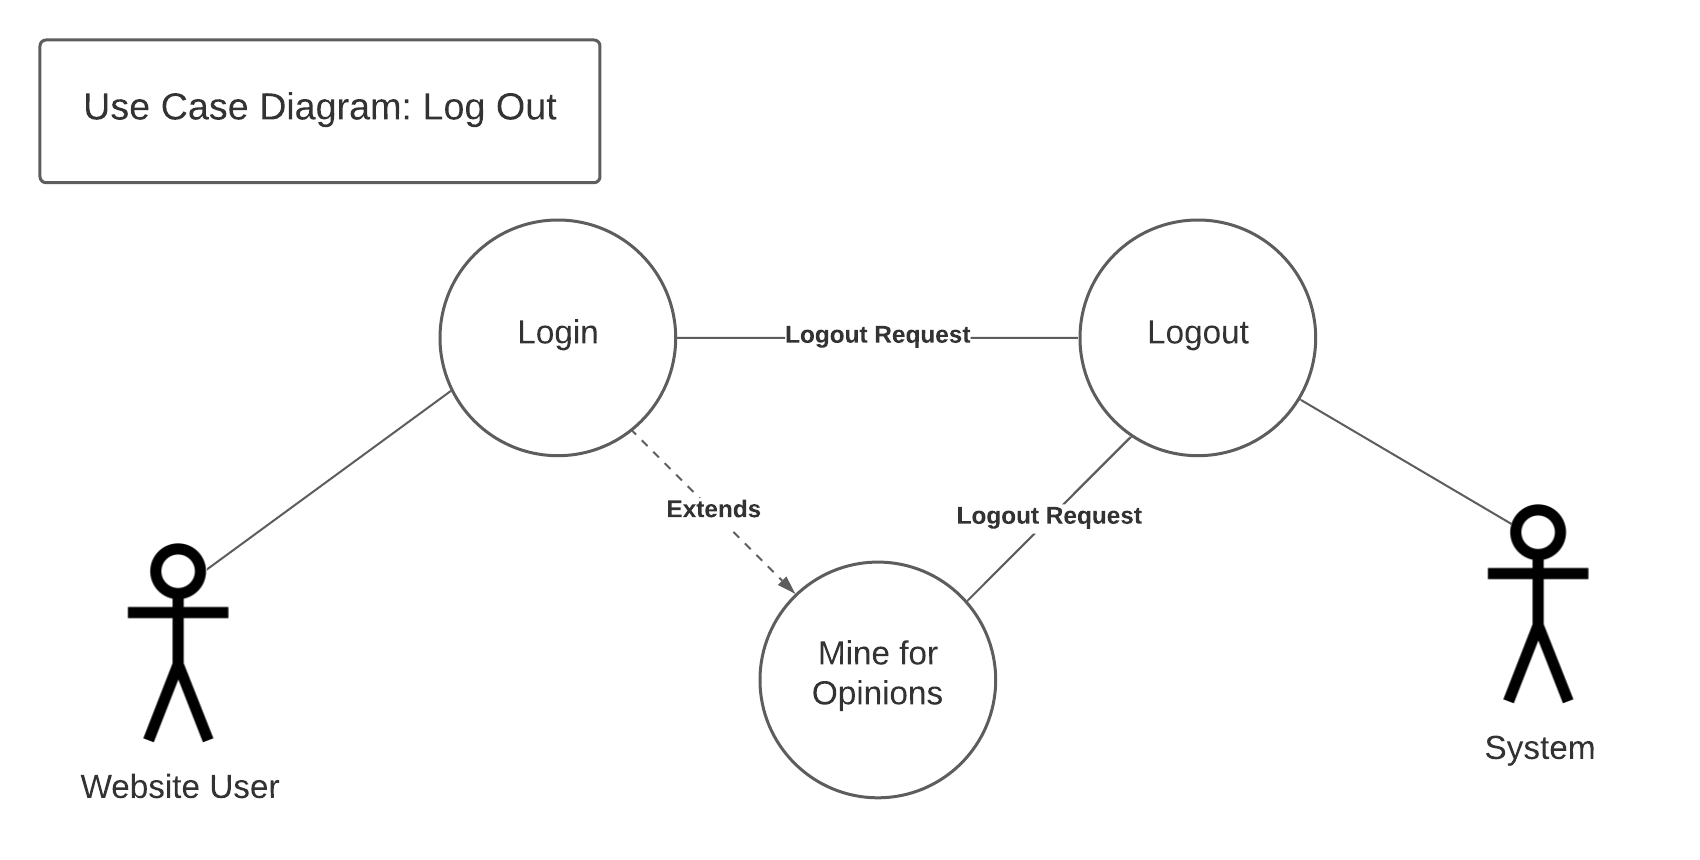 Use Case Diagram: Log Out
Login
Logout Request
Logout
Extends
Logout Request
Mine for
Opinions
Website User
System